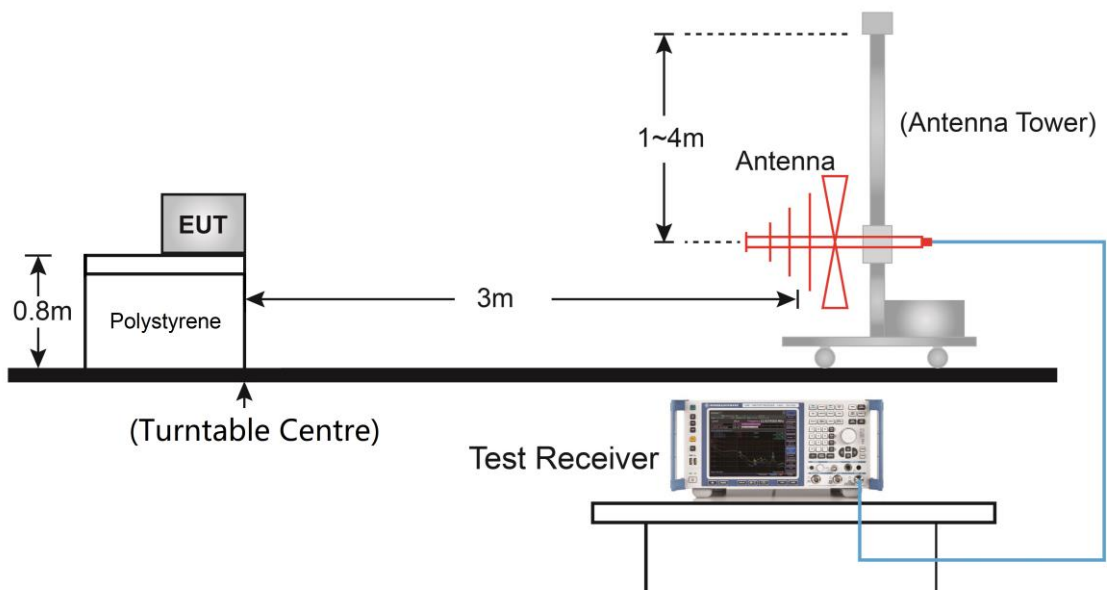 1~4m
(Antenna Tower)
Antenna
EUT
0.8m
Polystyrene
3m
(Turntable Centre)
Test Receiver